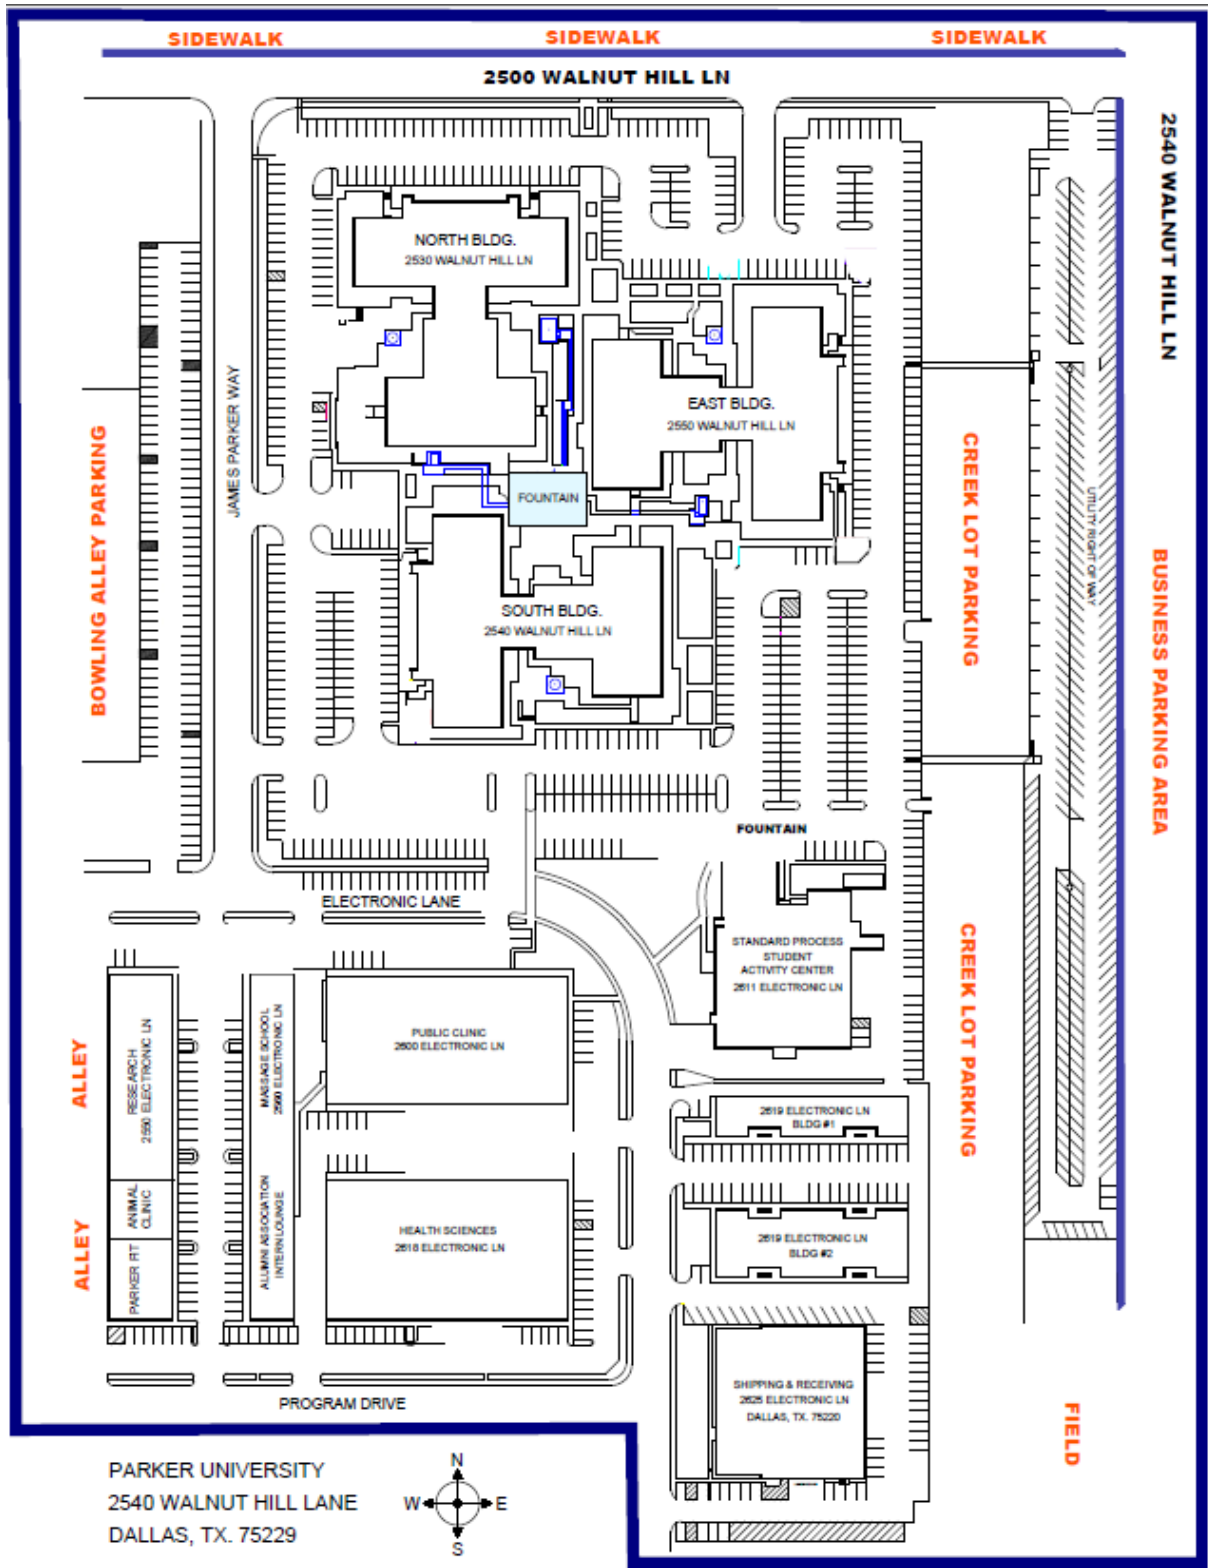 SIDEWALK
SIDEWALK
SIDEWALK
2500 WALNUT HILL LN
2540 WALNUT HILL LN
NORTH BLDG.
2530 WALNUT HILL LN
JAMES PARKER WAY
EAST BLDG.
2550 WALNUT HILL LN
BOWLING ALLEY PARKING
CREEK LOT PARKING
UTILITY RIGHT OF WAY
BUSINESS PARKING AREA
FOUNTAIN
SOUTH BLDG.
2540 WALNUT HILL LN
FOUNTAIN
ELECTRONIC LANE
STANDARD PROCESS
STUDENT
ACTIVITY CENTER
2611 ELECTRONIC LN
CREEK LOT PARKING
ALLEY
RESEARCH
2590 ELECTRONIC LN
MASSAGE SCHOOL
ELECTRONIC LN
PUBLIC CLINIC
2600 ELECTRONIC LN
2619 ELECTRONIC LN
BLDG #1
ALLEY
ANIMAL
CLINIC
PARKER FIT
ALUMNI ASSOCIATION
INTERN LOUNGE
HEALTH SCIENCES
2618 ELECTRONIC LN
2619 ELECTRONIC LN
BLDG #2
SHIPPING & RECEIVING
2625 ELECTRONIC LN
DALLAS, TX. 75220
FIELD
PROGRAM DRIVE
PARKER UNIVERSITY
2540 WALNUT HILL LANE
DALLAS, TX. 75229
N
W
E
S